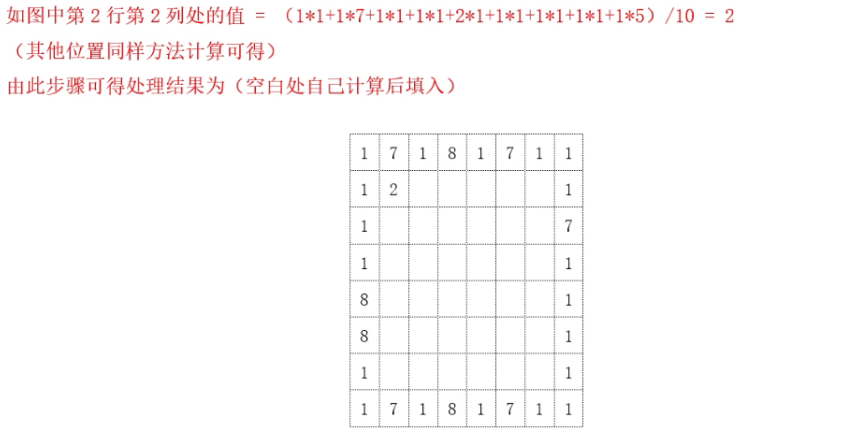 如图中第 2 行第 2 列处的值 = （1*1+1*7+1*1+1*1+2*1+1*1+1*1+1*1+1*5）/10 = 2
（其他位置同样方法计算可得）
由此步骤可得处理结果为（空白处自己计算后填入）
1 7 1 8 1 7 1 1
1 2 1
1 7
1 1
8 1
8 1
1 1
1 7 1 8 1 7 1 1